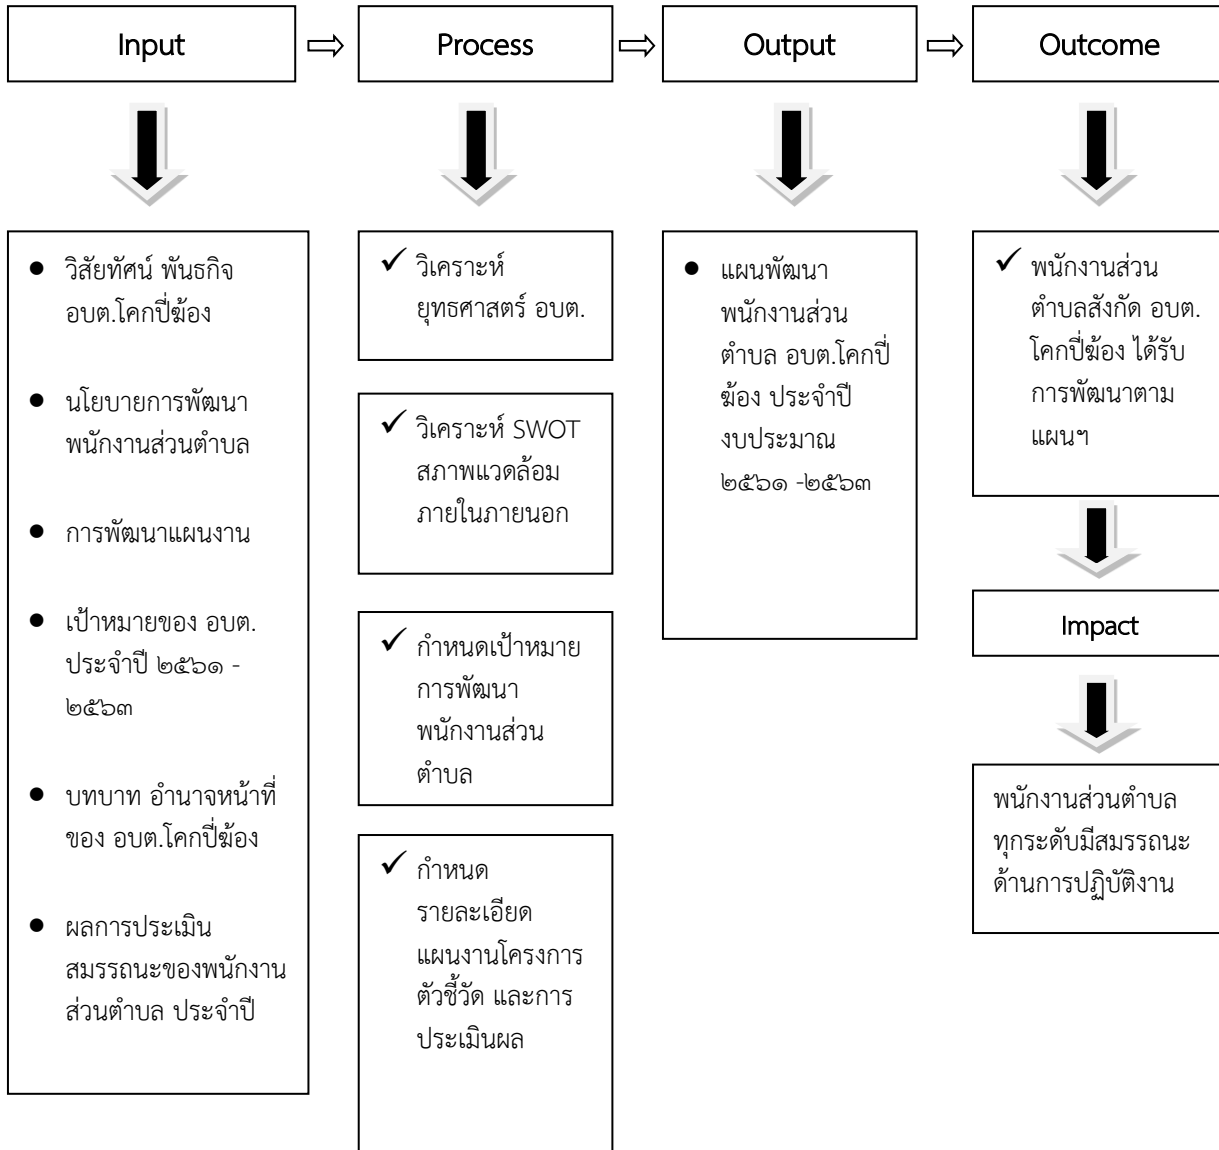 Input
Process
Output
Outcome
● วิสัยทัศน์ พันธกิจ
อบต.โคกปี่ฆ้อง
● นโยบายการพัฒนา
พนักงานส่วนตำบล
● การพัฒนาแผนงาน
● เป้าหมายของ อบต.
ประจำปี ๒๕๖๑ -
๒๕๖๓
● บทบาท อำนาจหน้าที่
ของ อบต.โคกปี่ฆ้อง
● ผลการประเมิน
สมรรถนะของพนักงาน
ส่วนตำบล ประจำปี
✓ วิเคราะห์
ยุทธศาสตร์ อบต.
✓ วิเคราะห์ SWOT
สภาพแวดล้อม
ภายในภายนอก
✓ กำหนดเป้าหมาย
การพัฒนา
พนักงานส่วน
ตำบล
✓ กำหนด
รายละเอียด
แผนงานโครงการ
ตัวชี้วัด และการ
ประเมินผล
● แผนพัฒนา
พนักงานส่วน
ตำบล อบต.โคกปี่
ฆ้อง ประจำปี
งบประมาณ
๒๕๖๑ -๒๕๖๓
✓ พนักงานส่วน
ตำบลสังกัด อบต.
โคกปี่ฆ้อง ได้รับ
การพัฒนาตาม
แผนฯ
Impact
พนักงานส่วนตำบล
ทุกระดับมีสมรรถนะ
ด้านการปฏิบัติงาน